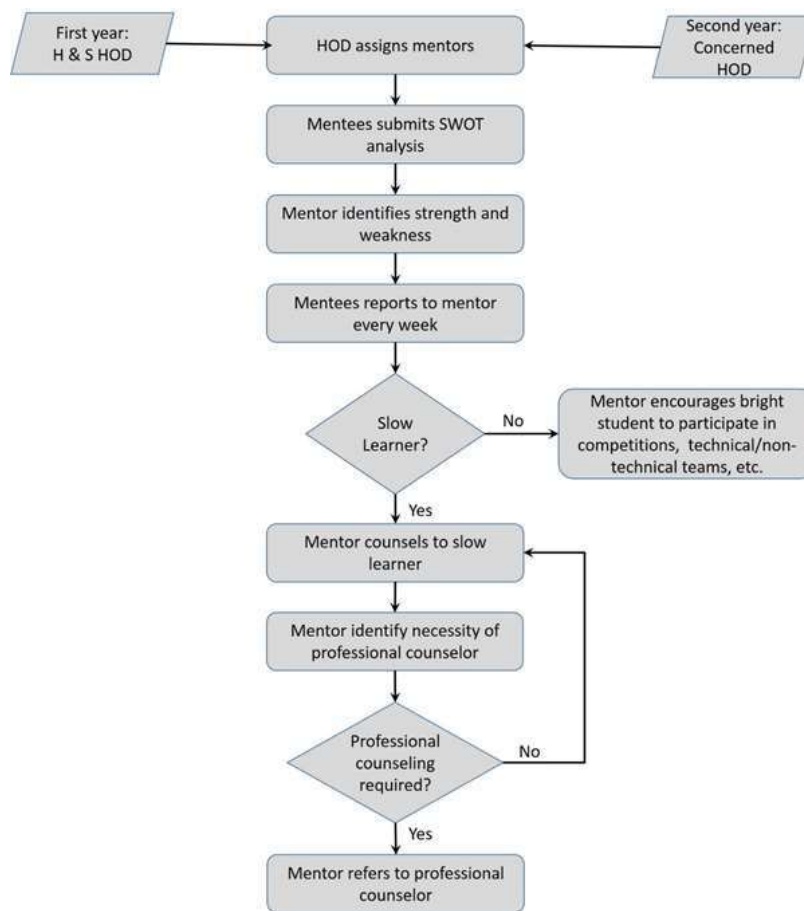 First year:
H & S HOD
HOD assigns mentors
Second year:
Concerned
HOD
Mentees submits SWOT
analysis
Mentor identifies strength and
weakness
Mentees reports to mentor
every week
Slow
Learner?
No
Mentor encourages bright
student to participate in
competitions, technical/non-
technical teams, etc.
Yes
Mentor counsels to slow
learner
Mentor identify necessity of
professional counselor
Professional
counseling
required?
No
Yes
Mentor refers to professional
counselor